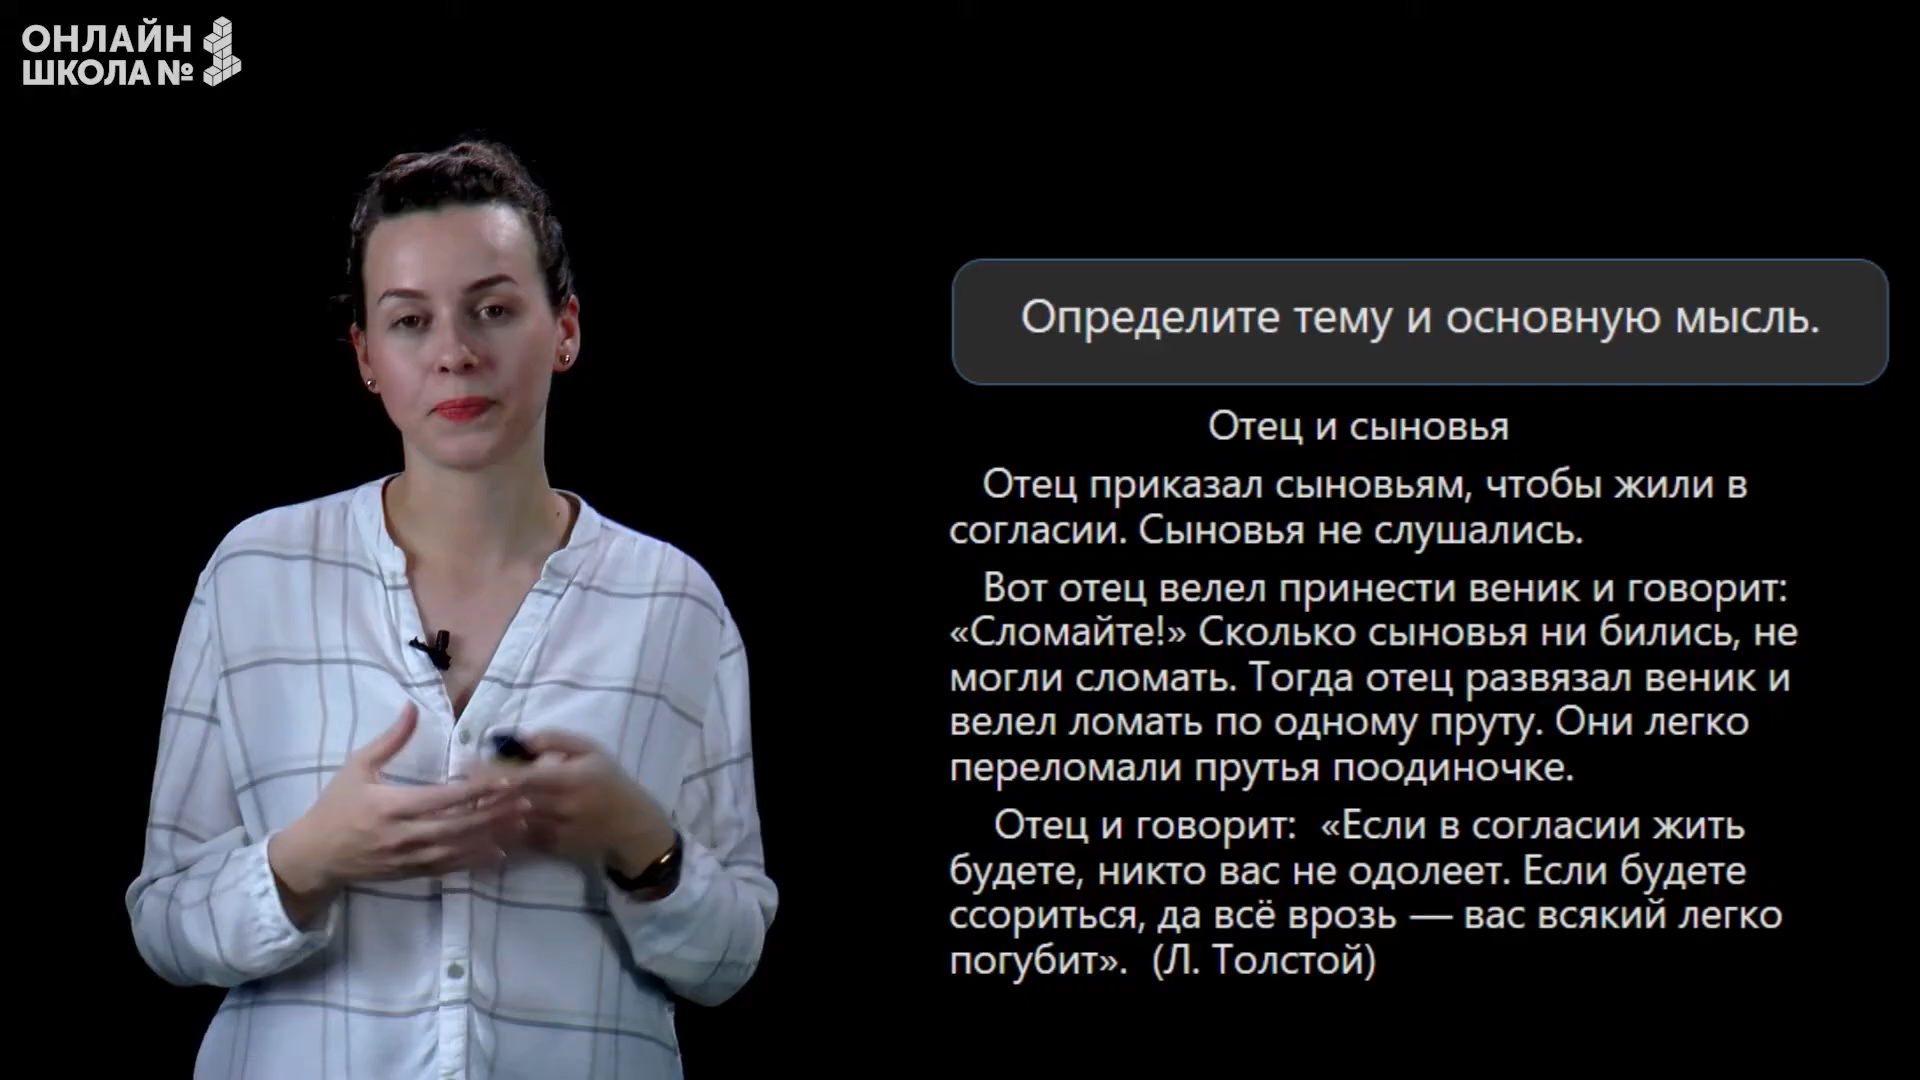 ОНЛАЙН
ШКОЛА №
Определите тему и основную мысль.
Отец и сыновья
Отец приказал сыновьям, чтобы жили в
согласии. Сыновья не слушались.
Вот отец велел принести веник и говорит:
«Сломайте!» Сколько сыновья ни бились, не
могли сломать. Тогда отец развязал веник и
велел ломать по одному пруту. Они легко
переломали прутья поодиночке.
Отец и говорит: «Если в согласии жить
будете, никто вас не одолеет. Если будете
ссориться, да всё врозь — вас всякий легко
погубит». (Л. Толстой)